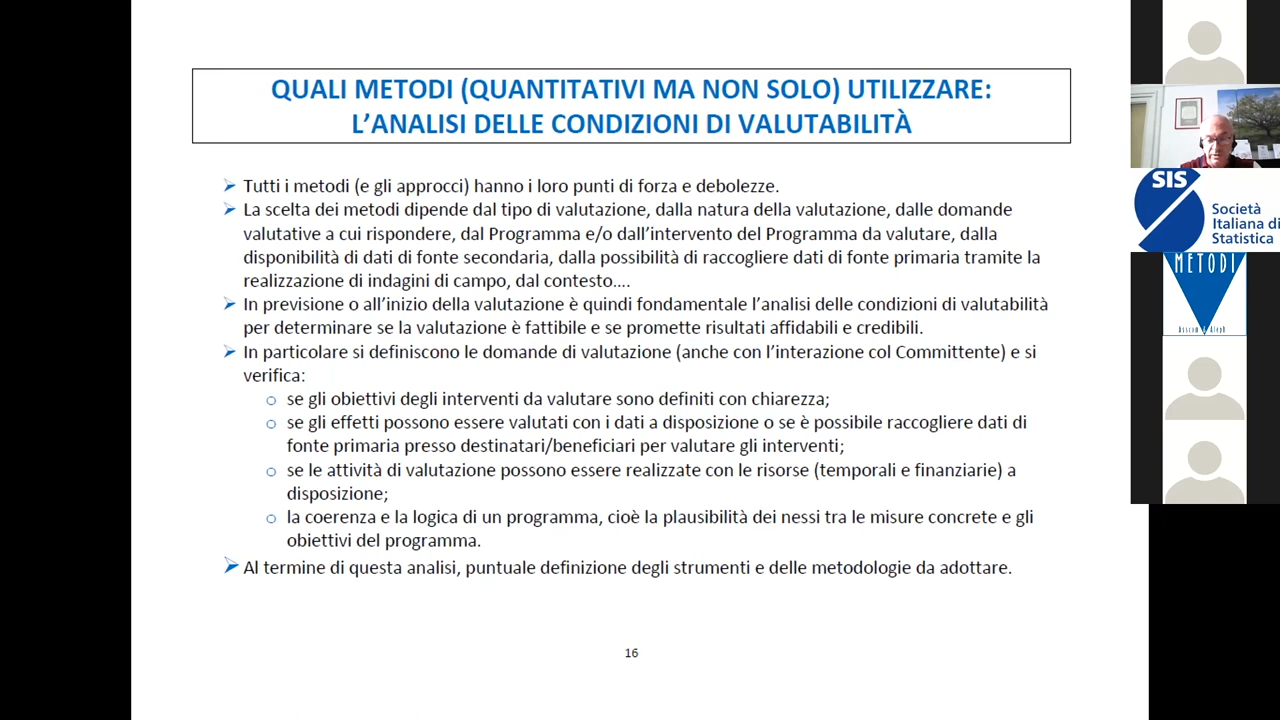 QUALI METODI (QUANTITATIVI MA NON SOLO) UTILIZZARE:
L’ANALISI DELLE CONDIZIONI DI VALUTABILITÀ
➢ Tutti i metodi (e gli approcci) hanno i loro punti di forza e debolezze.
➢ La scelta dei metodi dipende dal tipo di valutazione, dalla natura della valutazione, dalle domande
valutative a cui rispondere, dal Programma e/o dall’intervento del Programma da valutare, dalla
disponibilità di dati di fonte secondaria, dalla possibilità di raccogliere dati di fonte primaria tramite la
realizzazione di indagini di campo, dal contesto....
➢ In previsione o all’inizio della valutazione è quindi fondamentale l’analisi delle condizioni di valutabilità
per determinare se la valutazione è fattibile e se promette risultati affidabili e credibili.
➢ In particolare si definiscono le domande di valutazione (anche con l’interazione col Committente) e si
verifica:
o se gli obiettivi degli interventi da valutare sono definiti con chiarezza;
o se gli effetti possono essere valutati con i dati a disposizione o se è possibile raccogliere dati di
fonte primaria presso destinatari/beneficiari per valutare gli interventi;
o se le attività di valutazione possono essere realizzate con le risorse (temporali e finanziarie) a
disposizione;
o la coerenza e la logica di un programma, cioè la plausibilità dei nessi tra le misure concrete e gli
obiettivi del programma.
➢ Al termine di questa analisi, puntuale definizione degli strumenti e delle metodologie da adottare.
16
SIS
Società
Italiana di
Statistica
METODI